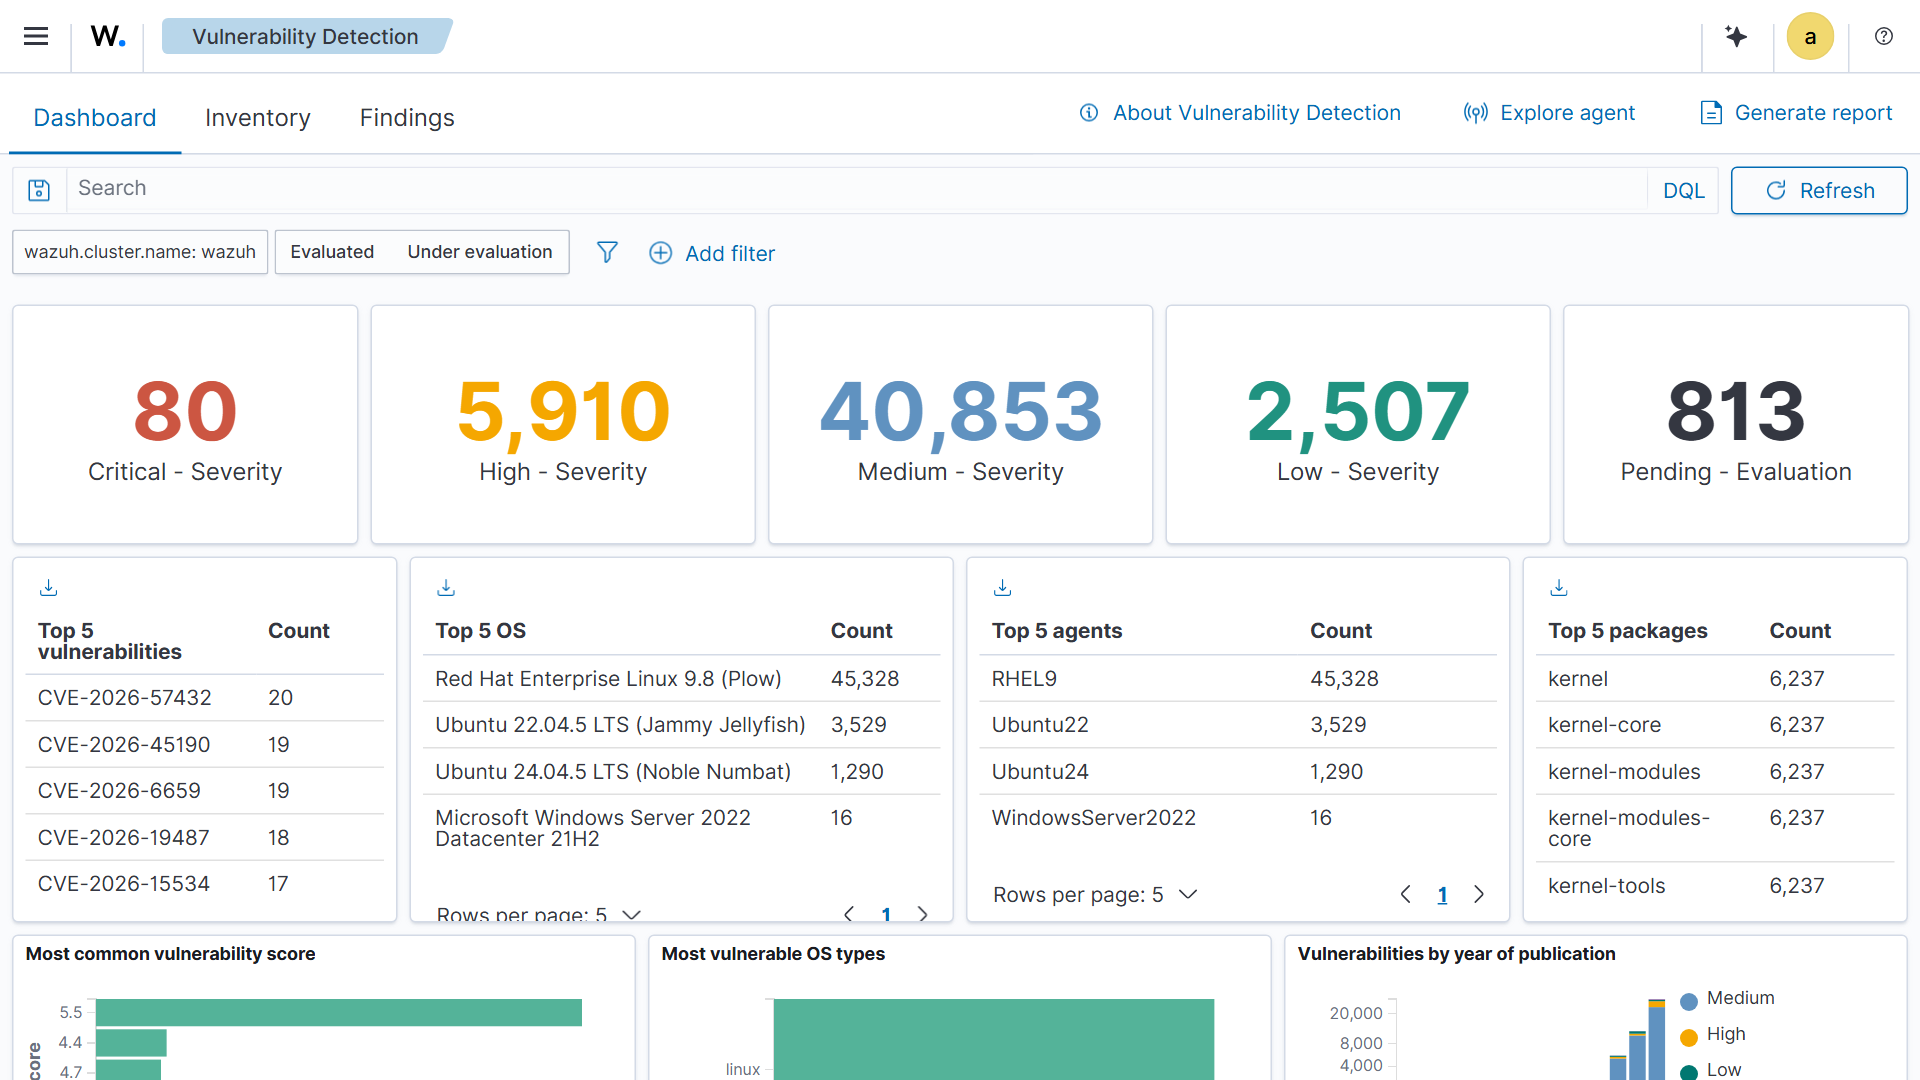 W.
Vulnerability Detection
a
Dashboard
Inventory
Findings
About Vulnerability Detection
Explore agent
Generate report
Search
DQL
Refresh
wazuh.cluster.name: wazuh
Evaluated
Under evaluation
Add filter
80
Critical - Severity
5,910
High - Severity
40,853
Medium - Severity
2,507
Low - Severity
813
Pending - Evaluation
Top 5
vulnerabilities
Count
CVE-2026-57432 20
CVE-2026-45190 19
CVE-2026-6659 19
CVE-2026-19487 18
CVE-2026-15534 17
Top 5 OS Count
Red Hat Enterprise Linux 9.8 (Plow) 45,328
Ubuntu 22.04.5 LTS (Jammy Jellyfish) 3,529
Ubuntu 24.04.5 LTS (Noble Numbat) 1,290
Microsoft Windows Server 2022 16
Datacenter 21H2
Rows per page: 5
1
Top 5 agents Count
RHEL9 45,328
Ubuntu22 3,529
Ubuntu24 1,290
WindowsServer2022 16
Rows per page: 5
1
Top 5 packages Count
kernel 6,237
kernel-core 6,237
kernel-modules 6,237
kernel-modules- 6,237
core
kernel-tools 6,237
Most common vulnerability score
5.5
4.4
4.7
core
Most vulnerable OS types
linux
Vulnerabilities by year of publication
20,000
8,000
4,000
Medium
High
Low